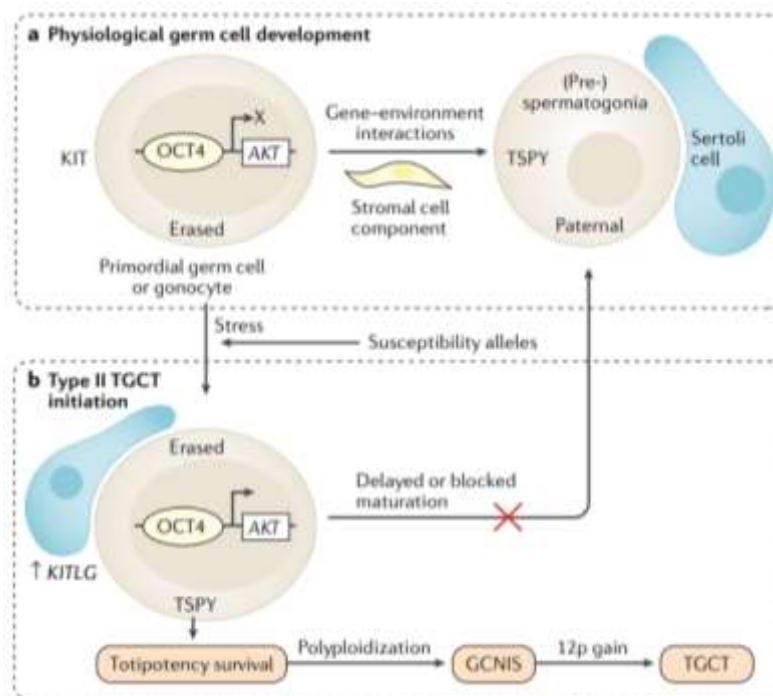 a Physiological germ cell development
KIT
OCT4
X
AKT
Erased
Primordial germ cell
or gonocyte
Gene–environment
interactions
Stromal cell
component
(Pre-)
spermatogonia
TSPY
Paternal
Sertoli
cell
Stress
Susceptibility alleles
b Type II TGCT
initiation
Erased
OCT4
AKT
↑ KITLG
TSPY
Delayed or blocked
maturation
Totipotency survival
Polyploidization
GCNIS
12p gain
TGCT